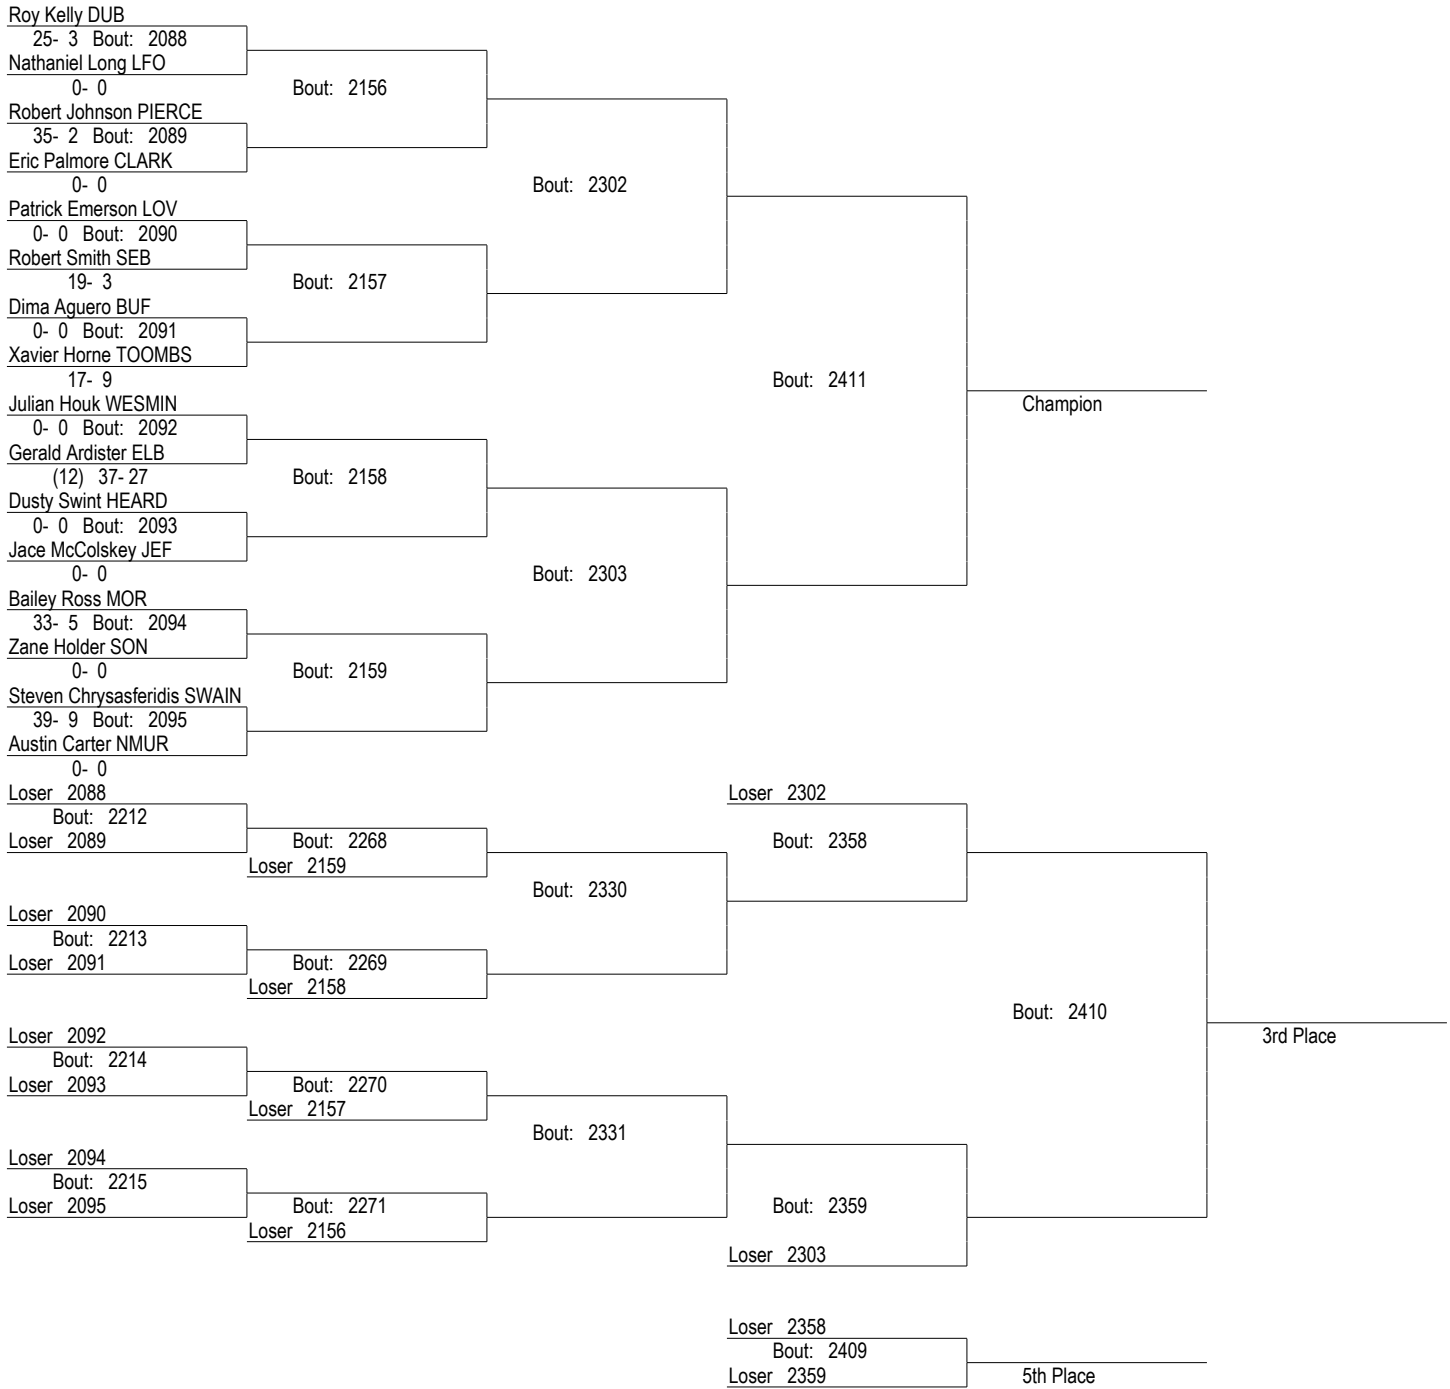 Roy Kelly DUB
25- 3 Bout: 2088
Nathaniel Long LFO
0- 0
Bout: 2156
Robert Johnson PIERCE
35- 2 Bout: 2089
Eric Palmore CLARK
0- 0
Bout: 2302
Patrick Emerson LOV
0- 0 Bout: 2090
Robert Smith SEB
19- 3
Bout: 2157
Dima Aguero BUF
0- 0 Bout: 2091
Xavier Horne TOOMBS
17- 9
Bout: 2411
Champion
Julian Houk WESMIN
0- 0 Bout: 2092
Gerald Ardister ELB
(12) 37- 27
Bout: 2158
Dusty Swint HEARD
0- 0 Bout: 2093
Jace McColskey JEF
0- 0
Bout: 2303
Bailey Ross MOR
33- 5 Bout: 2094
Zane Holder SON
0- 0
Bout: 2159
Steven Chrysasferidis SWAIN
39- 9 Bout: 2095
Austin Carter NMUR
0- 0
Loser 2088
Bout: 2212
Loser 2089
Bout: 2268
Loser 2159
Loser 2302
Bout: 2358
Bout: 2330
Loser 2090
Bout: 2213
Loser 2091
Bout: 2269
Loser 2158
Bout: 2410
3rd Place
Loser 2092
Bout: 2214
Loser 2093
Bout: 2270
Loser 2157
Bout: 2331
Loser 2094
Bout: 2215
Loser 2095
Bout: 2271
Loser 2156
Bout: 2359
Loser 2303
Loser 2358
Bout: 2409
Loser 2359
5th Place